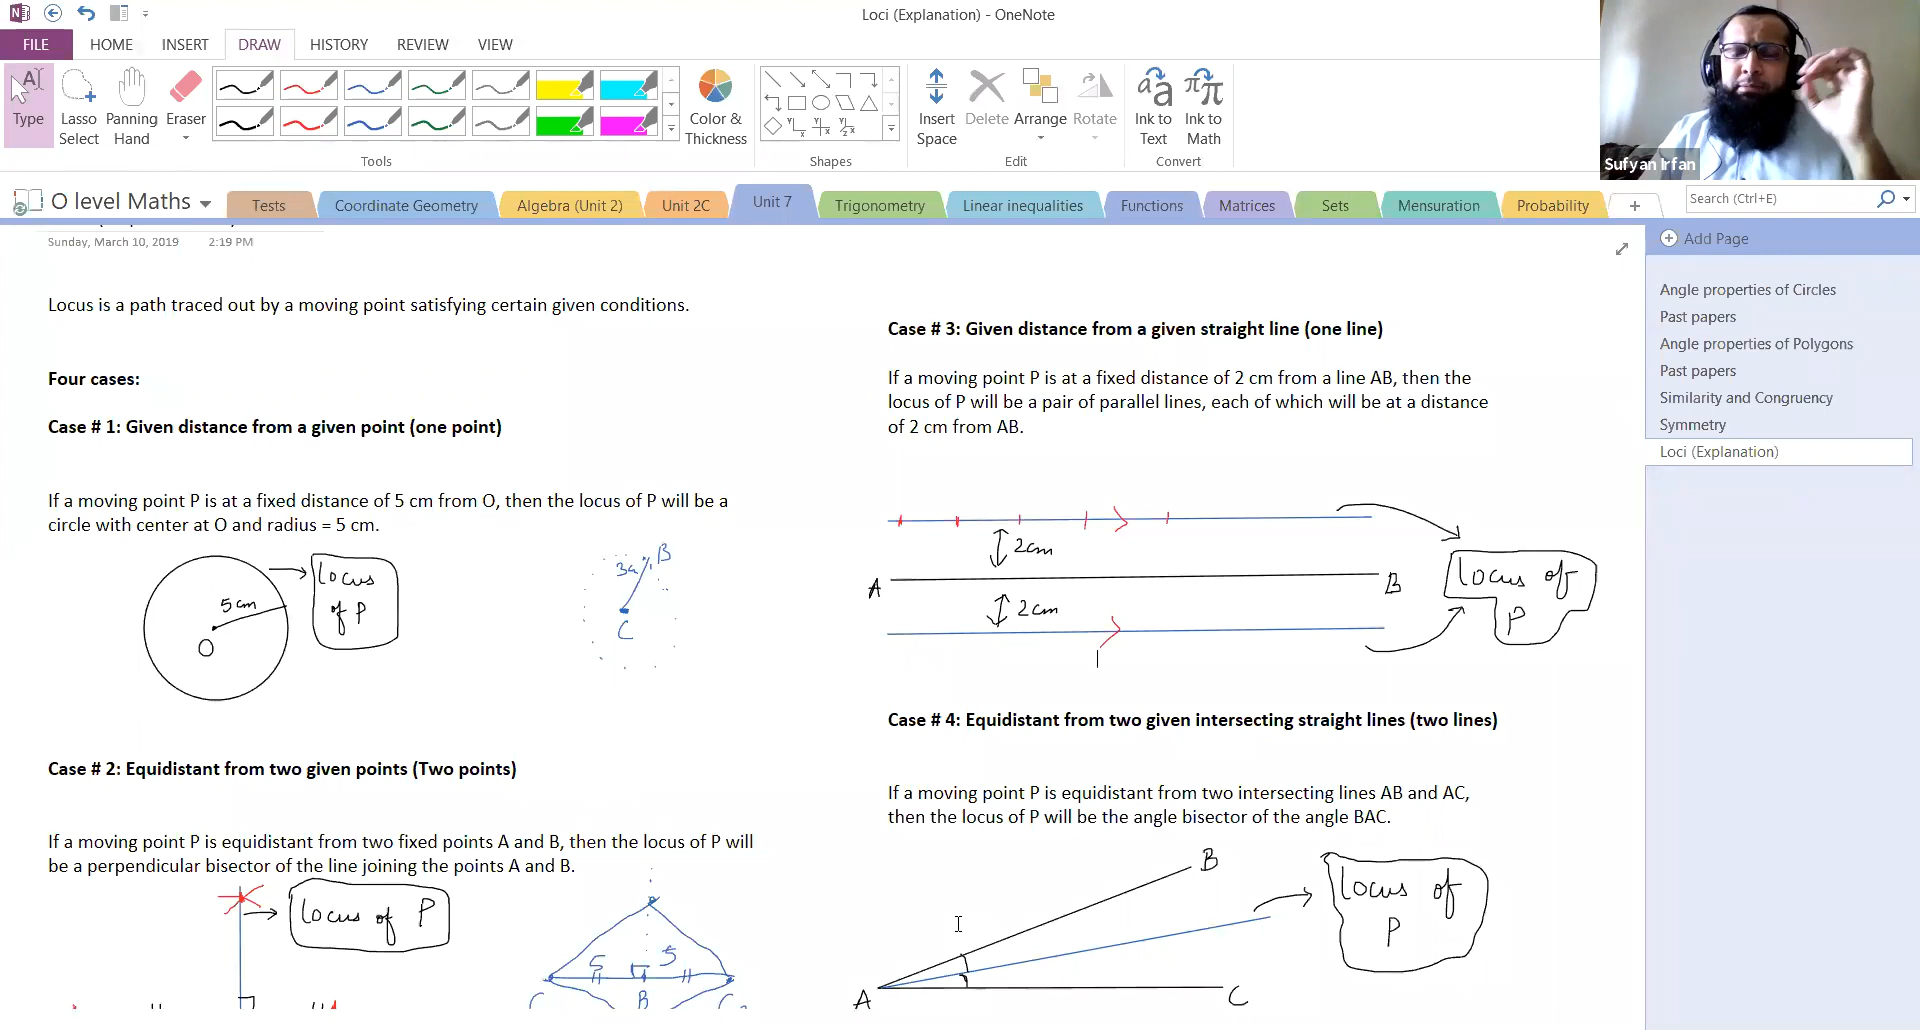 Loci (Explanation) - OneNote
FILE
HOME
INSERT
DRAW
HISTORY
REVIEW
VIEW
Type
Lasso Select
Panning Hand
Eraser
Color & Thickness
Insert Space
Delete
Arrange
Rotate
Ink to Text
Ink to Math
Tools
Shapes
Edit
Convert
Sufyan Irfan
O level Maths
Tests
Coordinate Geometry
Algebra (Unit 2)
Unit 2C
Unit 7
Trigonometry
Linear inequalities
Functions
Matrices
Sets
Mensuration
Probability
Search (Ctrl+E)
Sunday, March 10, 2019 2:19 PM
Add Page
Angle properties of Circles
Past papers
Angle properties of Polygons
Past papers
Similarity and Congruency
Symmetry
Loci (Explanation)
Locus is a path traced out by a moving point satisfying certain given conditions.
Four cases:
Case # 1: Given distance from a given point (one point)
If a moving point P is at a fixed distance of 5 cm from O, then the locus of P will be a
circle with center at O and radius = 5 cm.
5cm
O
Locus
of P
B
C
Case # 2: Equidistant from two given points (Two points)
If a moving point P is equidistant from two fixed points A and B, then the locus of P will
be a perpendicular bisector of the line joining the points A and B.
Locus of P
5
5
B
Case # 3: Given distance from a given straight line (one line)
If a moving point P is at a fixed distance of 2 cm from a line AB, then the
locus of P will be a pair of parallel lines, each of which will be at a distance
of 2 cm from AB.
2cm
A
B
2cm
Locus of
P
Case # 4: Equidistant from two given intersecting straight lines (two lines)
If a moving point P is equidistant from two intersecting lines AB and AC,
then the locus of P will be the angle bisector of the angle BAC.
B
A
C
Locus of
P